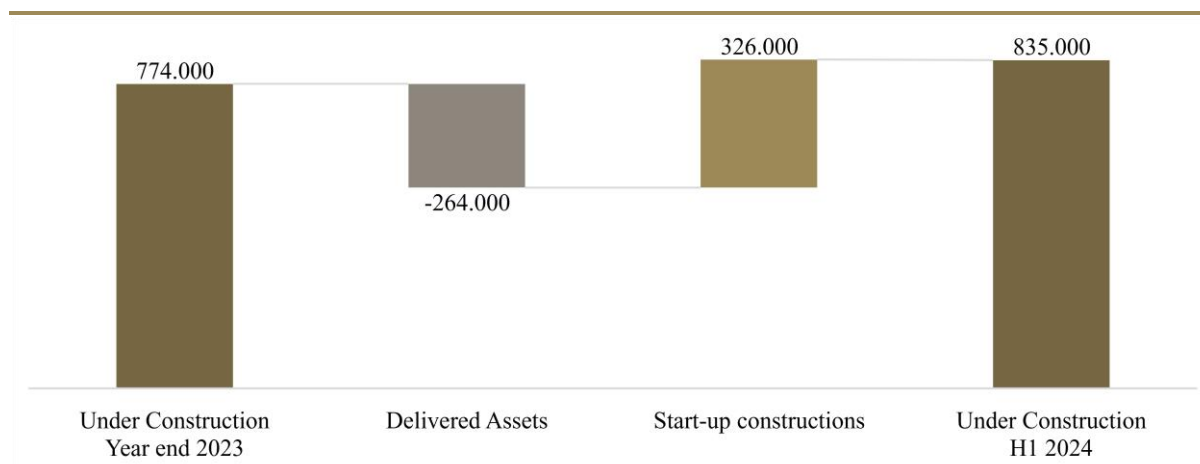 774.000
-264.000
326.000
835.000
Under Construction
Year end 2023
Delivered Assets
Start-up constructions
Under Construction
H1 2024